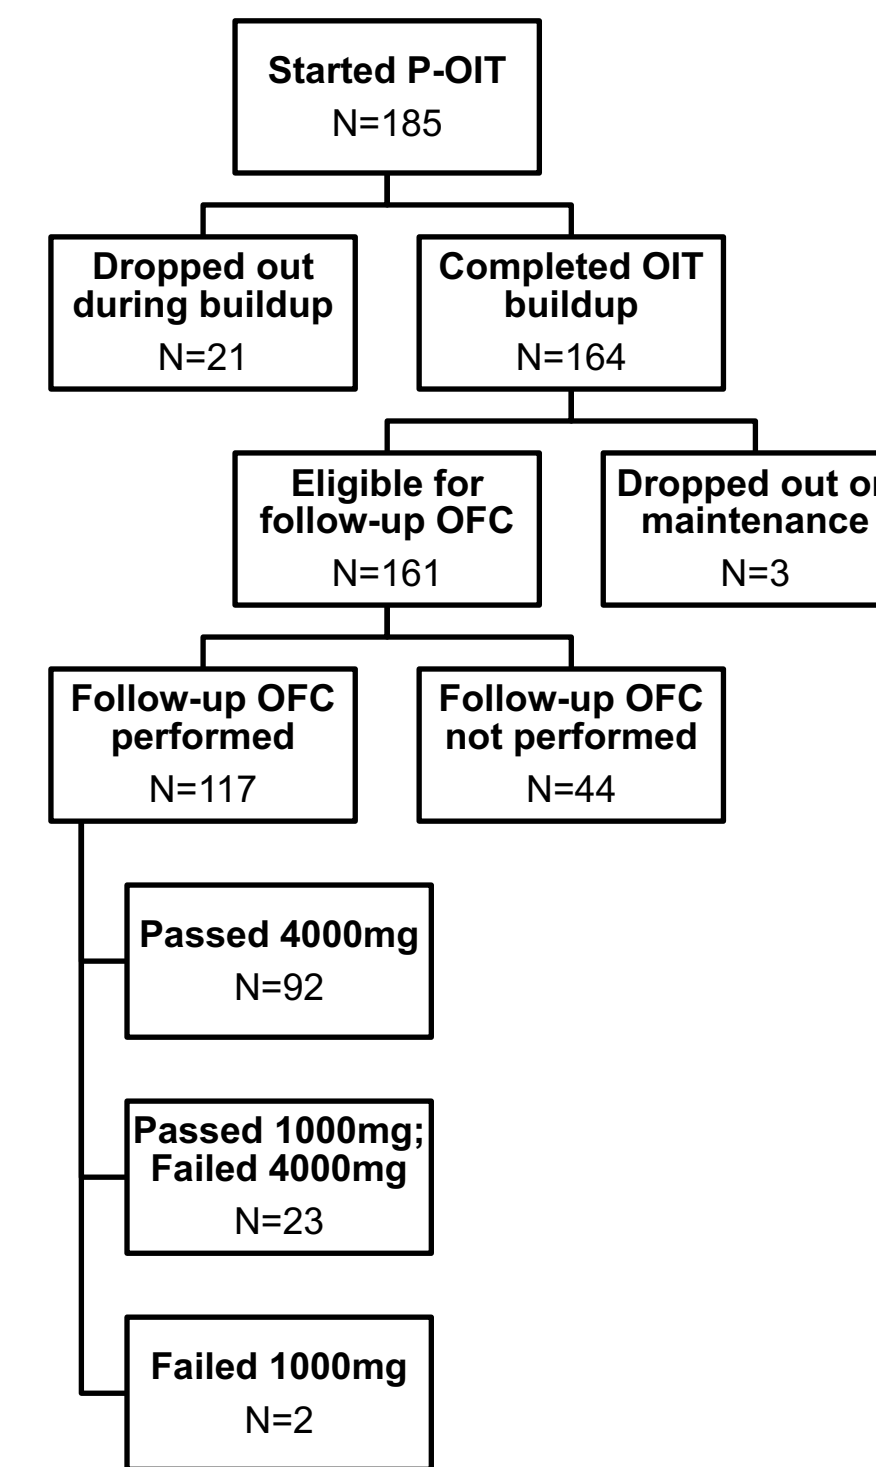 Started P-OIT
N=185
Dropped out
during buildup
N=21
Completed OIT
buildup
N=164
Eligible for
follow-up OFC
N=161
Dropped out
maintenance
N=3
Follow-up OFC
performed
N=117
Follow-up OFC
not performed
N=44
Passed 4000mg
N=92
Passed 1000mg;
Failed 4000mg
N=23
Failed 1000mg
N=2